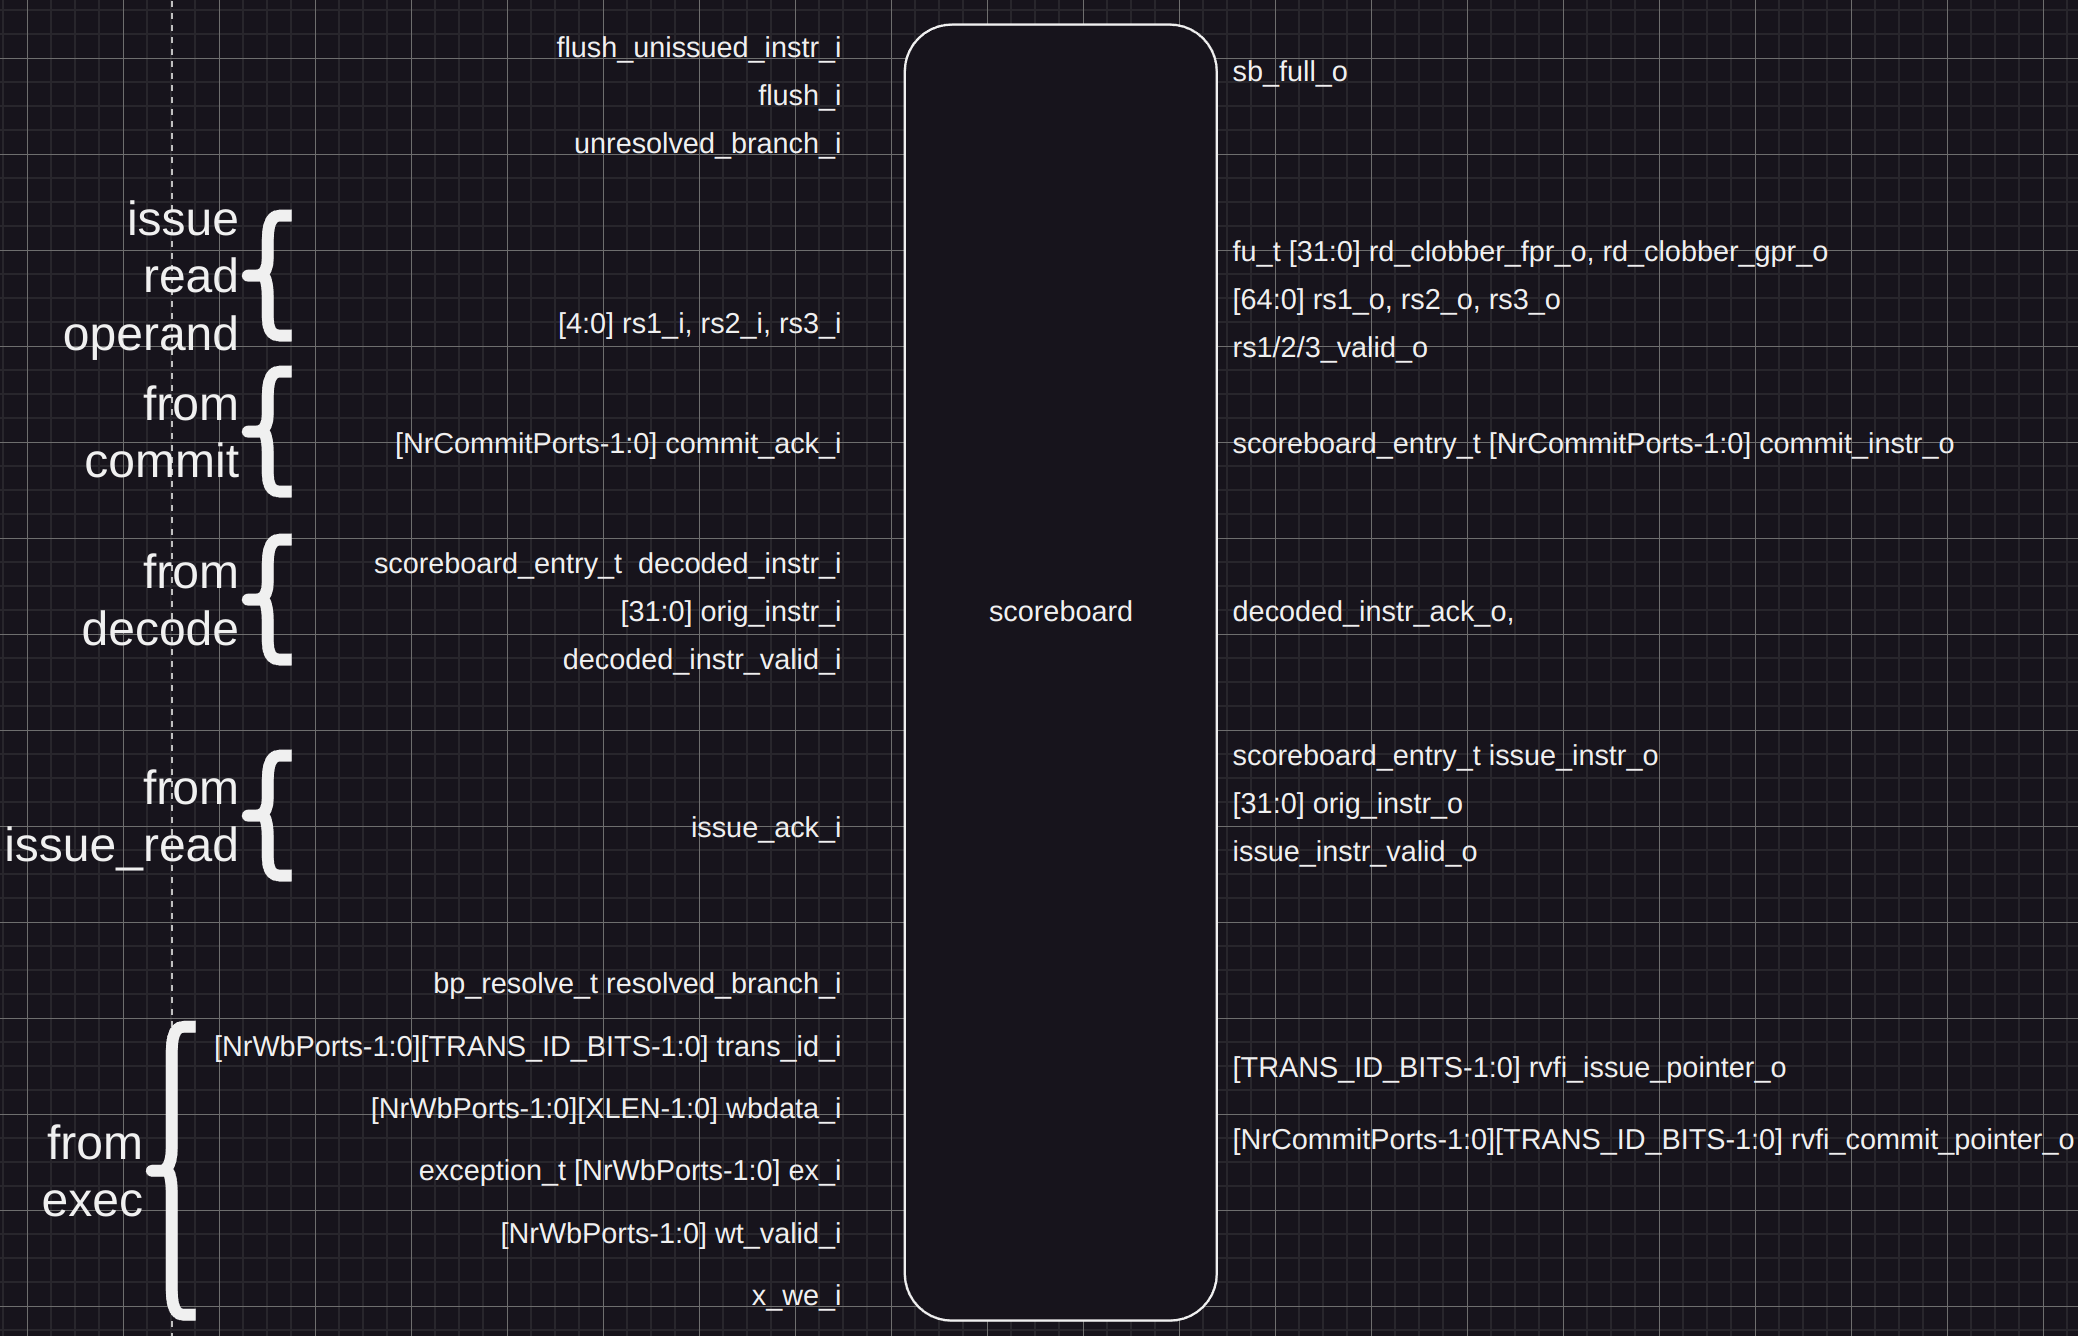 flush_unissued_instr_i
flush_i
unresolved_branch_i
sb_full_o
issue
read
operand
[4:0] rs1_i, rs2_i, rs3_i
fu_t [31:0] rd_clobber_fpr_o, rd_clobber_gpr_o
[64:0] rs1_o, rs2_o, rs3_o
rs1/2/3_valid_o
from
commit
[NrCommitPorts-1:0] commit_ack_i
scoreboard_entry_t [NrCommitPorts-1:0] commit_instr_o
from
decode
scoreboard_entry_t  decoded_instr_i
[31:0] orig_instr_i
decoded_instr_valid_i
scoreboard
decoded_instr_ack_o,
from
issue_read
issue_ack_i
scoreboard_entry_t issue_instr_o
[31:0] orig_instr_o
issue_instr_valid_o
bp_resolve_t resolved_branch_i
from
exec
[NrWbPorts-1:0][TRANS_ID_BITS-1:0] trans_id_i
[NrWbPorts-1:0][XLEN-1:0] wbdata_i
exception_t [NrWbPorts-1:0] ex_i
[NrWbPorts-1:0] wt_valid_i
x_we_i
[TRANS_ID_BITS-1:0] rvfi_issue_pointer_o
[NrCommitPorts-1:0][TRANS_ID_BITS-1:0] rvfi_commit_pointer_o